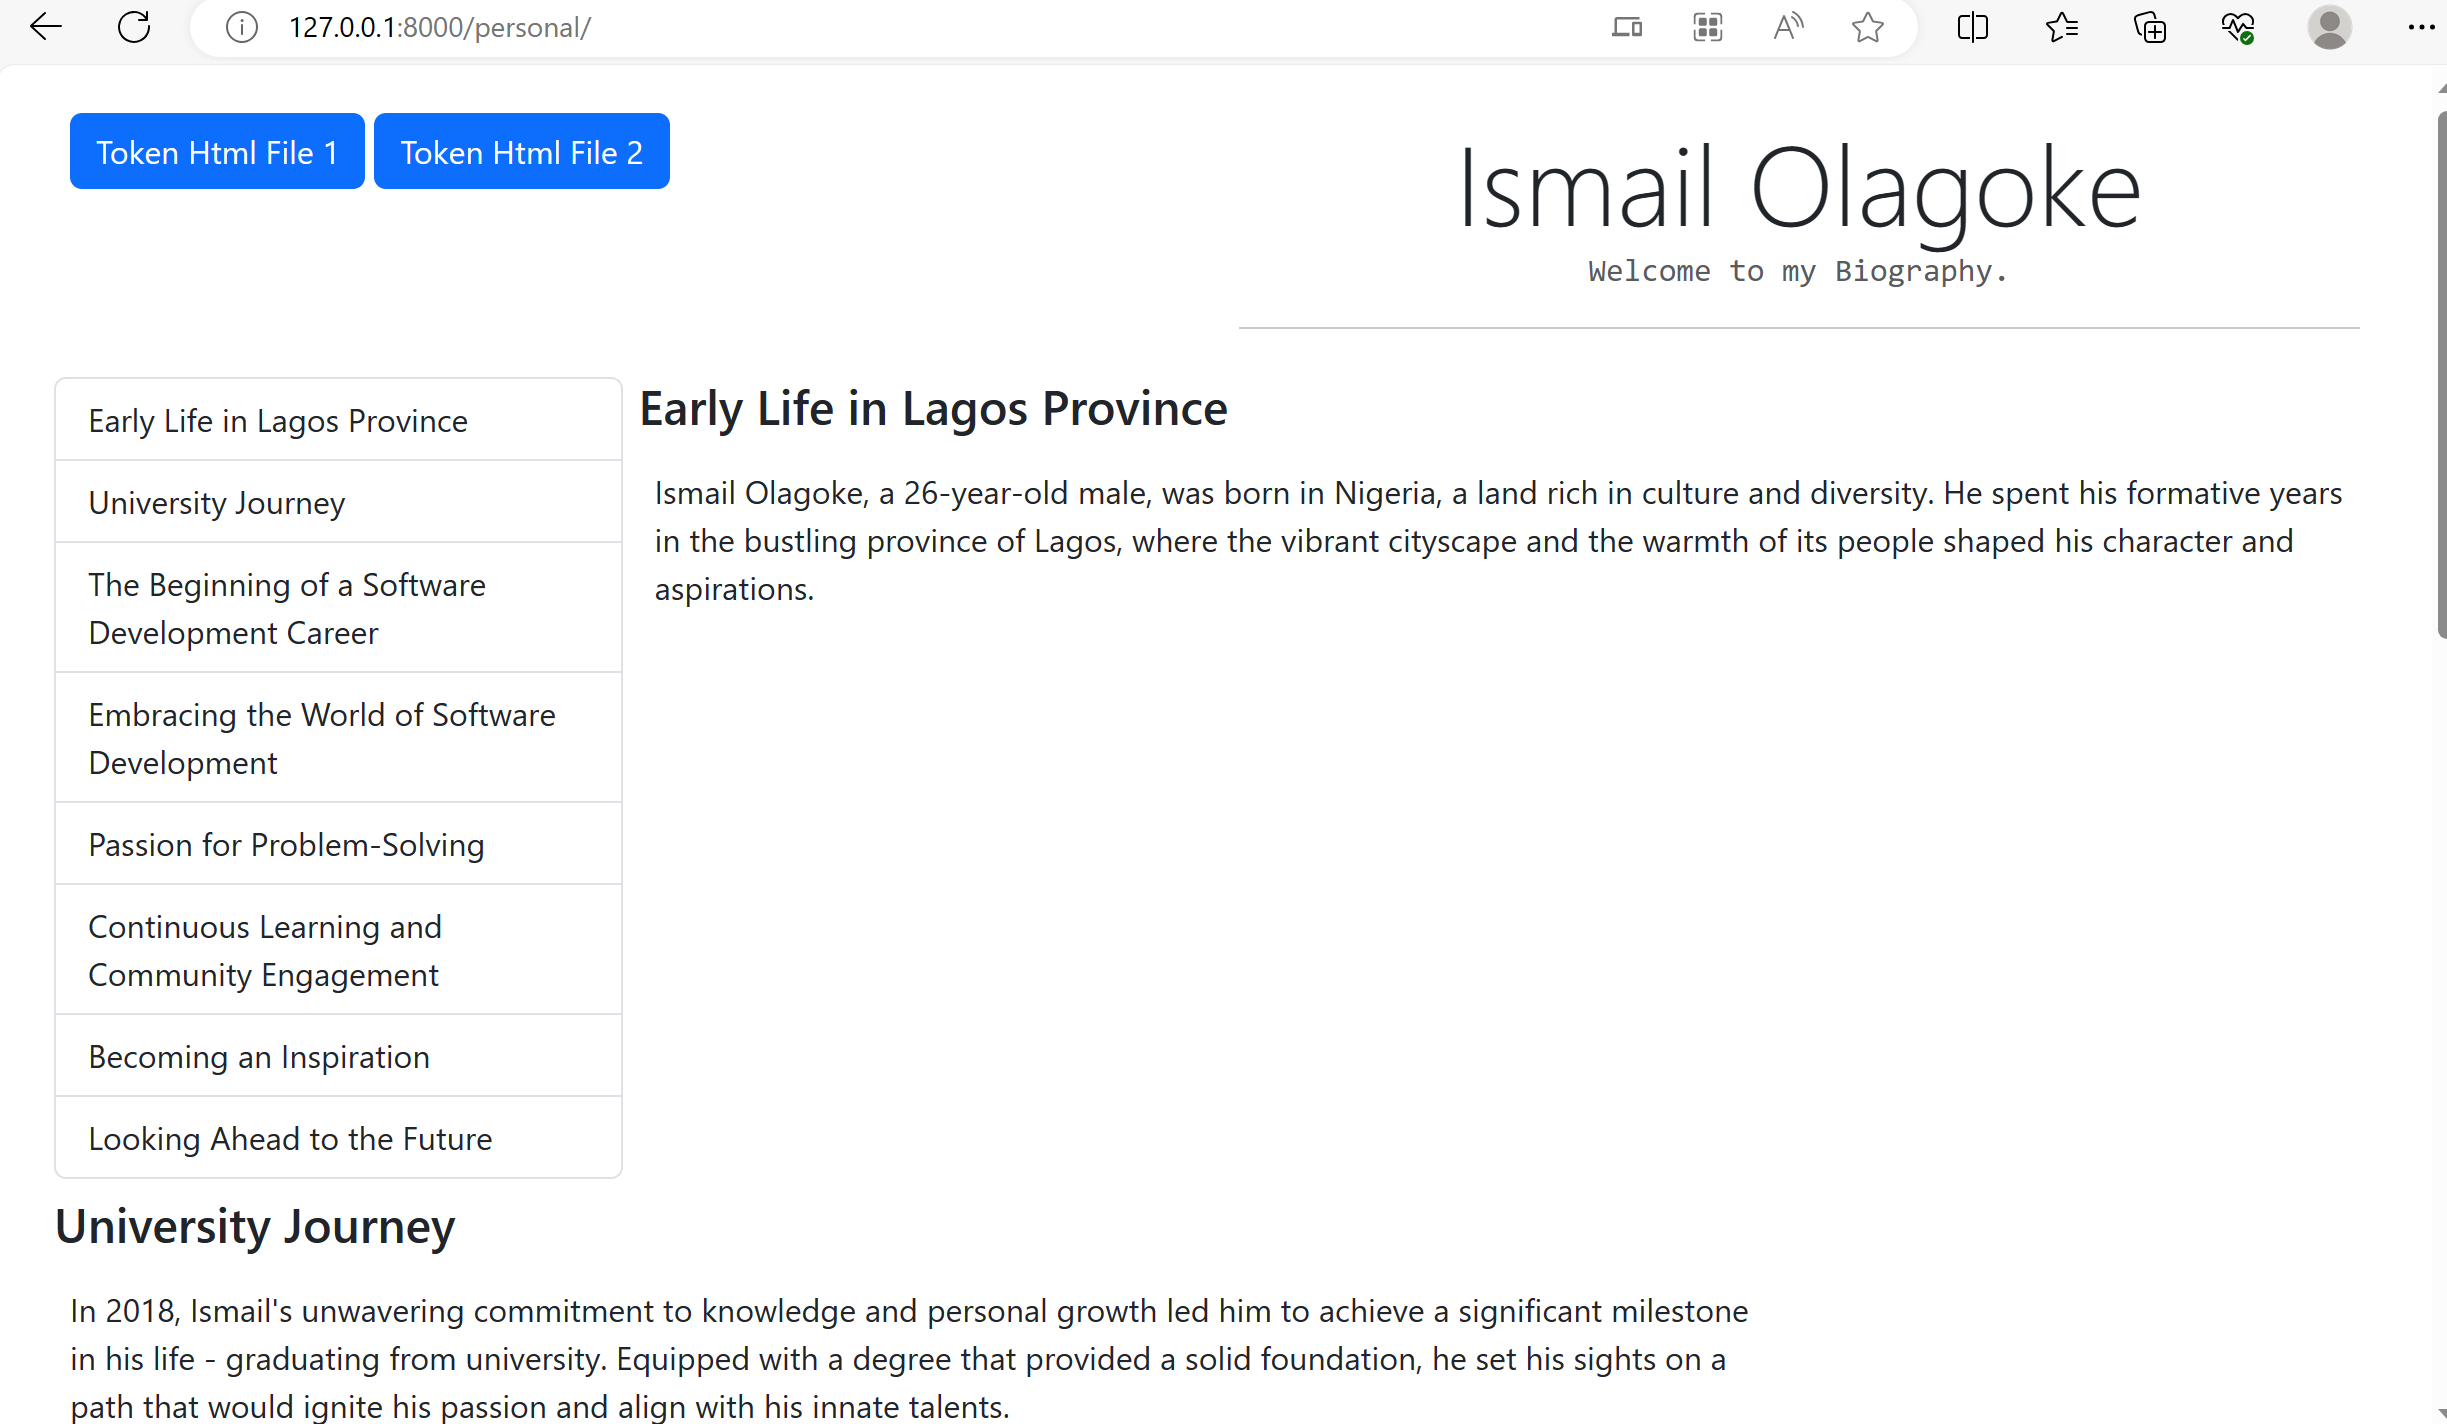 127.0.0.1:8000/personal/
Token Html File 1
Token Html File 2
Ismail Olagoke
Welcome to my Biography.
Early Life in Lagos Province
University Journey
The Beginning of a Software
Development Career
Embracing the World of Software
Development
Passion for Problem-Solving
Continuous Learning and
Community Engagement
Becoming an Inspiration
Looking Ahead to the Future
Early Life in Lagos Province
Ismail Olagoke, a 26-year-old male, was born in Nigeria, a land rich in culture and diversity. He spent his formative years
in the bustling province of Lagos, where the vibrant cityscape and the warmth of its people shaped his character and
aspirations.
University Journey
In 2018, Ismail's unwavering commitment to knowledge and personal growth led him to achieve a significant milestone
in his life - graduating from university. Equipped with a degree that provided a solid foundation, he set his sights on a
path that would ignite his passion and align with his innate talents.